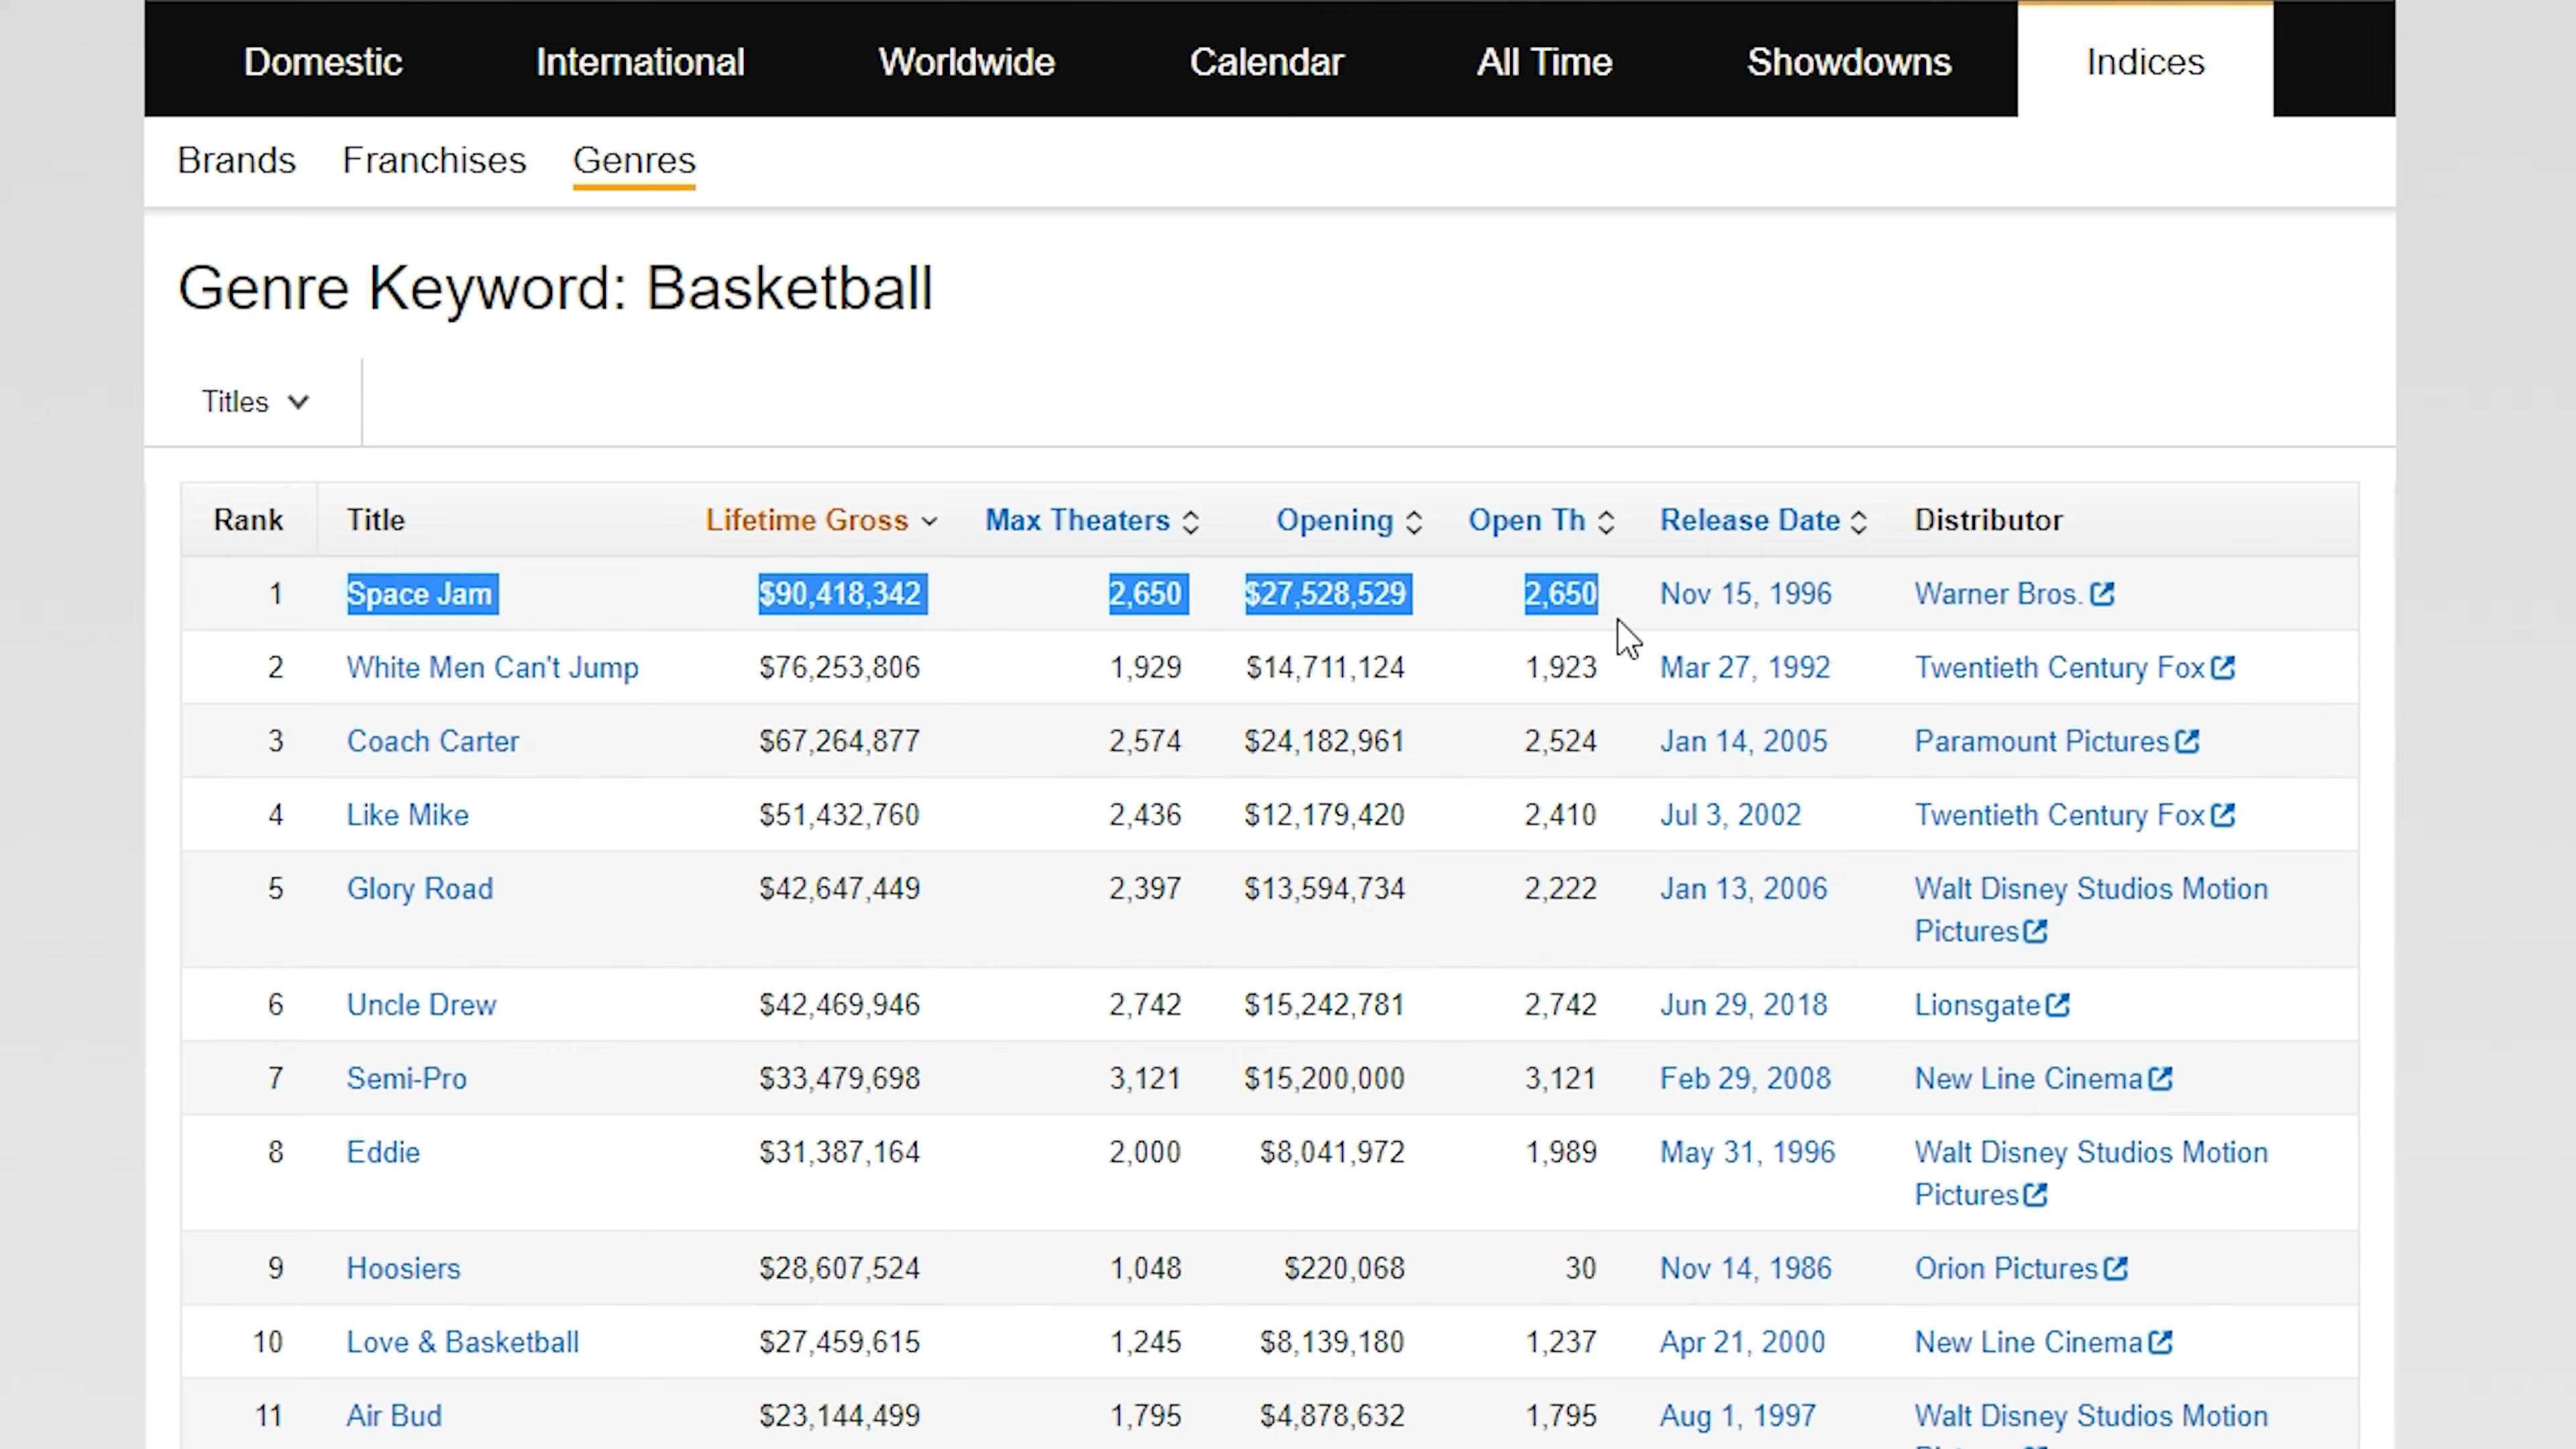 Domestic International Worldwide Calendar All Time Showdowns Indices
Brands Franchises Genres
Genre Keyword: Basketball
Titles
Rank Title Lifetime Gross Max Theaters Opening Open Th Release Date Distributor
1 Space Jam $90,418,342 2,650 $27,528,529 2,650 Nov 15, 1996 Warner Bros.
2 White Men Can't Jump $76,253,806 1,929 $14,711,124 1,923 Mar 27, 1992 Twentieth Century Fox
3 Coach Carter $67,264,877 2,574 $24,182,961 2,524 Jan 14, 2005 Paramount Pictures
4 Like Mike $51,432,760 2,436 $12,179,420 2,410 Jul 3, 2002 Twentieth Century Fox
5 Glory Road $42,647,449 2,397 $13,594,734 2,222 Jan 13, 2006 Walt Disney Studios Motion
Pictures
6 Uncle Drew $42,469,946 2,742 $15,242,781 2,742 Jun 29, 2018 Lionsgate
7 Semi-Pro $33,479,698 3,121 $15,200,000 3,121 Feb 29, 2008 New Line Cinema
8 Eddie $31,387,164 2,000 $8,041,972 1,989 May 31, 1996 Walt Disney Studios Motion
Pictures
9 Hoosiers $28,607,524 1,048 $220,068 30 Nov 14, 1986 Orion Pictures
10 Love & Basketball $27,459,615 1,245 $8,139,180 1,237 Apr 21, 2000 New Line Cinema
11 Air Bud $23,144,499 1,795 $4,878,632 1,795 Aug 1, 1997 Walt Disney Studios Motion